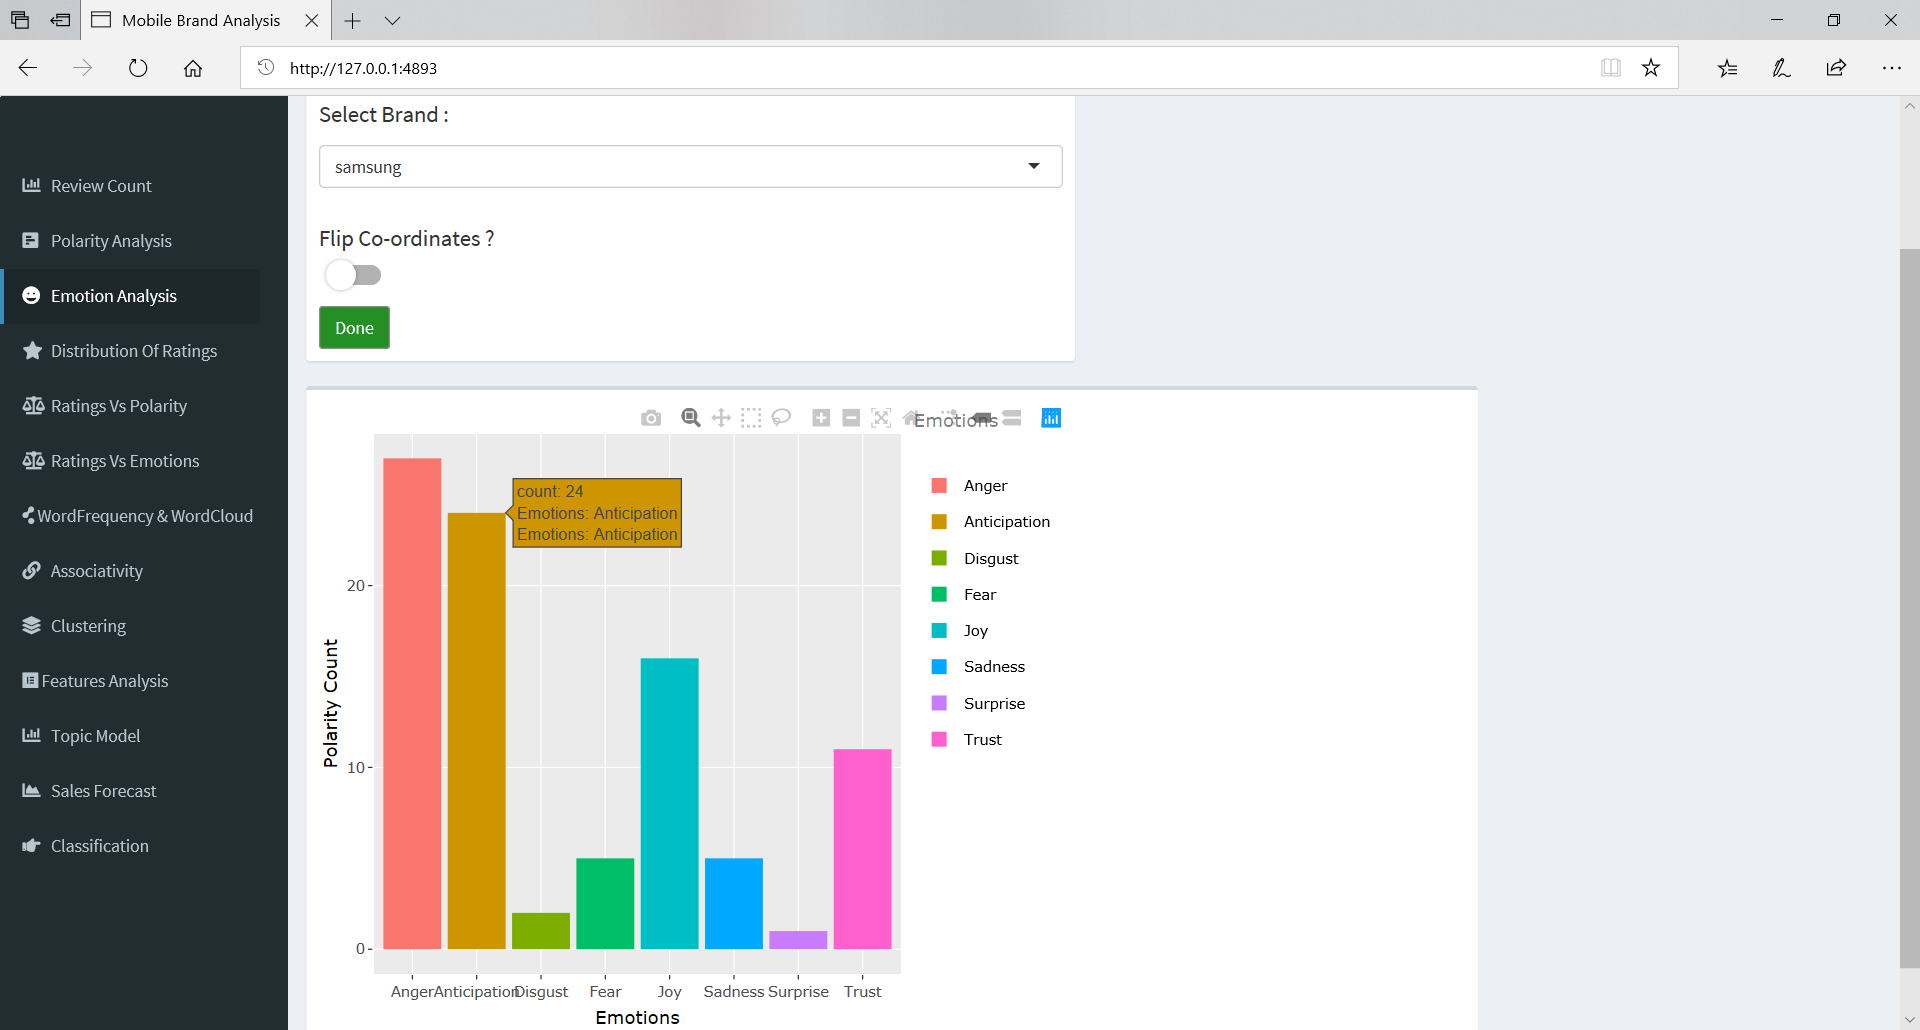 Mobile Brand Analysis
http://127.0.0.1:4893
Review Count
Polarity Analysis
Emotion Analysis
Distribution Of Ratings
Ratings Vs Polarity
Ratings Vs Emotions
WordFrequency & WordCloud
Associativity
Clustering
Features Analysis
Topic Model
Sales Forecast
Classification
Select Brand :
samsung
Flip Co-ordinates ?
Done
Emotions
Anger
Anticipation
Disgust
Fear
Joy
Sadness
Surprise
Trust
count: 24
Emotions: Anticipation
Emotions: Anticipation
Polarity Count
20
10
0
Anger Anticipation Disgust Fear Joy Sadness Surprise Trust
Emotions